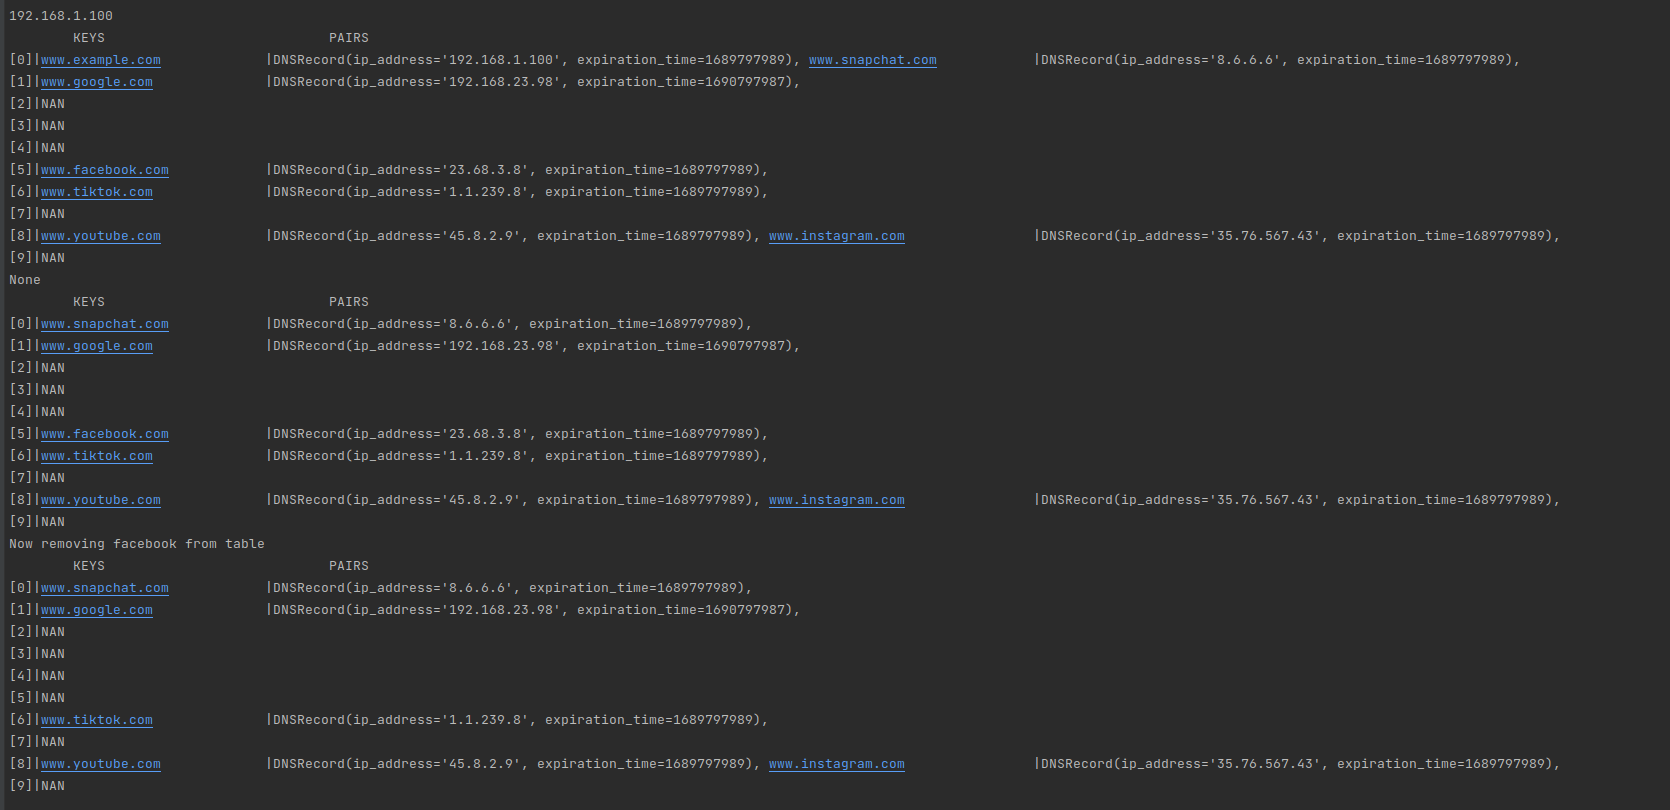 192.168.1.100
        KEYS                            PAIRS
[0]|www.example.com             |DNSRecord(ip_address='192.168.1.100', expiration_time=1689797989), www.snapchat.com            |DNSRecord(ip_address='8.6.6.6', expiration_time=1689797989),
[1]|www.google.com              |DNSRecord(ip_address='192.168.23.98', expiration_time=1690797987),
[2]|NAN
[3]|NAN
[4]|NAN
[5]|www.facebook.com            |DNSRecord(ip_address='23.68.3.8', expiration_time=1689797989),
[6]|www.tiktok.com              |DNSRecord(ip_address='1.1.239.8', expiration_time=1689797989),
[7]|NAN
[8]|www.youtube.com             |DNSRecord(ip_address='45.8.2.9', expiration_time=1689797989), www.instagram.com                |DNSRecord(ip_address='35.76.567.43', expiration_time=1689797989),
[9]|NAN
None
        KEYS                            PAIRS
[0]|www.snapchat.com            |DNSRecord(ip_address='8.6.6.6', expiration_time=1689797989),
[1]|www.google.com              |DNSRecord(ip_address='192.168.23.98', expiration_time=1690797987),
[2]|NAN
[3]|NAN
[4]|NAN
[5]|www.facebook.com            |DNSRecord(ip_address='23.68.3.8', expiration_time=1689797989),
[6]|www.tiktok.com              |DNSRecord(ip_address='1.1.239.8', expiration_time=1689797989),
[7]|NAN
[8]|www.youtube.com             |DNSRecord(ip_address='45.8.2.9', expiration_time=1689797989), www.instagram.com                |DNSRecord(ip_address='35.76.567.43', expiration_time=1689797989),
[9]|NAN
Now removing facebook from table
        KEYS                            PAIRS
[0]|www.snapchat.com            |DNSRecord(ip_address='8.6.6.6', expiration_time=1689797989),
[1]|www.google.com              |DNSRecord(ip_address='192.168.23.98', expiration_time=1690797987),
[2]|NAN
[3]|NAN
[4]|NAN
[5]|NAN
[6]|www.tiktok.com              |DNSRecord(ip_address='1.1.239.8', expiration_time=1689797989),
[7]|NAN
[8]|www.youtube.com             |DNSRecord(ip_address='45.8.2.9', expiration_time=1689797989), www.instagram.com                |DNSRecord(ip_address='35.76.567.43', expiration_time=1689797989),
[9]|NAN